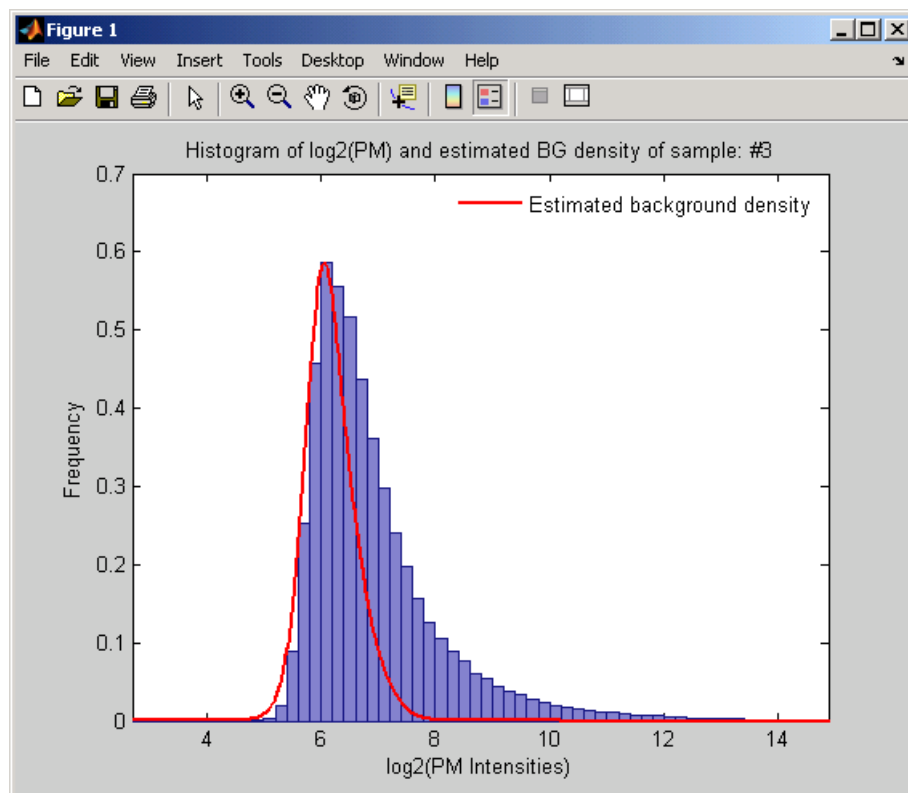 Figure 1
File Edit View Insert Tools Desktop Window Help
Histogram of log2(PM) and estimated BG density of sample: #3
Estimated background density
0.7
0.6
0.5
0.4
0.3
0.2
0.1
0
Frequency
4 6 8 10 12 14
log2(PM Intensities)